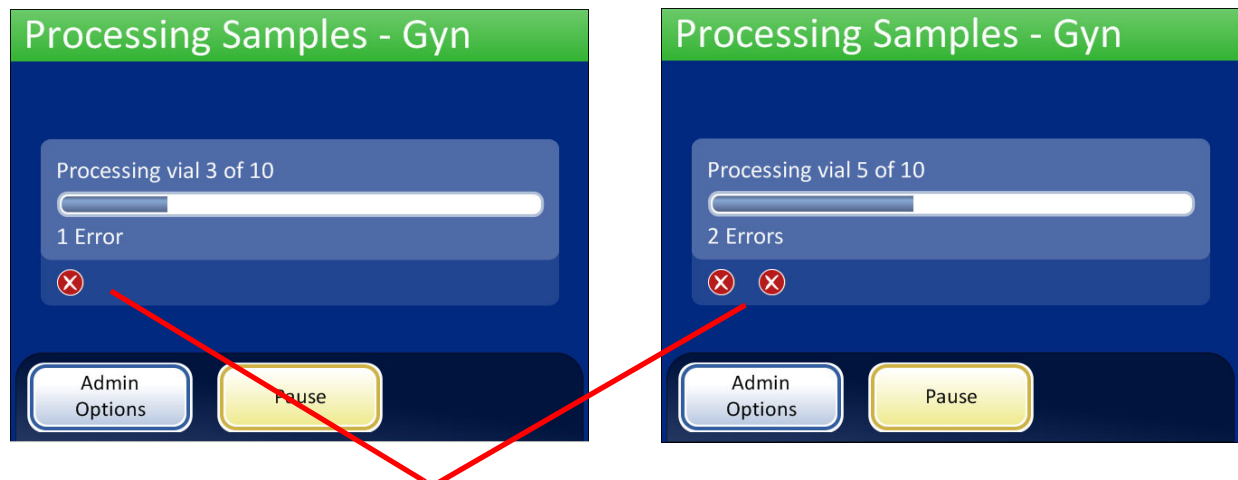 Processing Samples - Gyn
Processing vial 3 of 10
1 Error
Admin
Options
Pause
Processing Samples - Gyn
Processing vial 5 of 10
2 Errors
Admin
Options
Pause